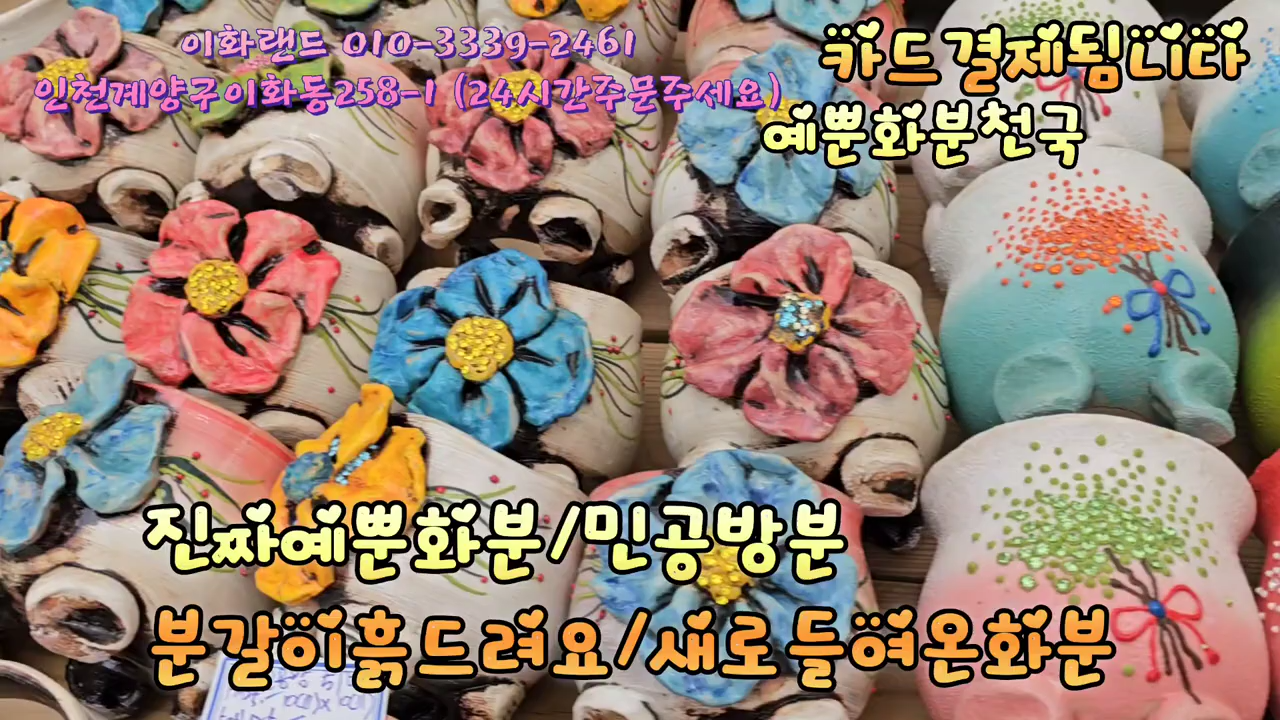 이화랜드 010-3339-2461
인천계양구이화동258-1 (24시간주문주세요)
카드결제됩니다
예뿐화분천국
진짜예뿐화분/민공방분
분갈이흙드려요/새로들여온화분